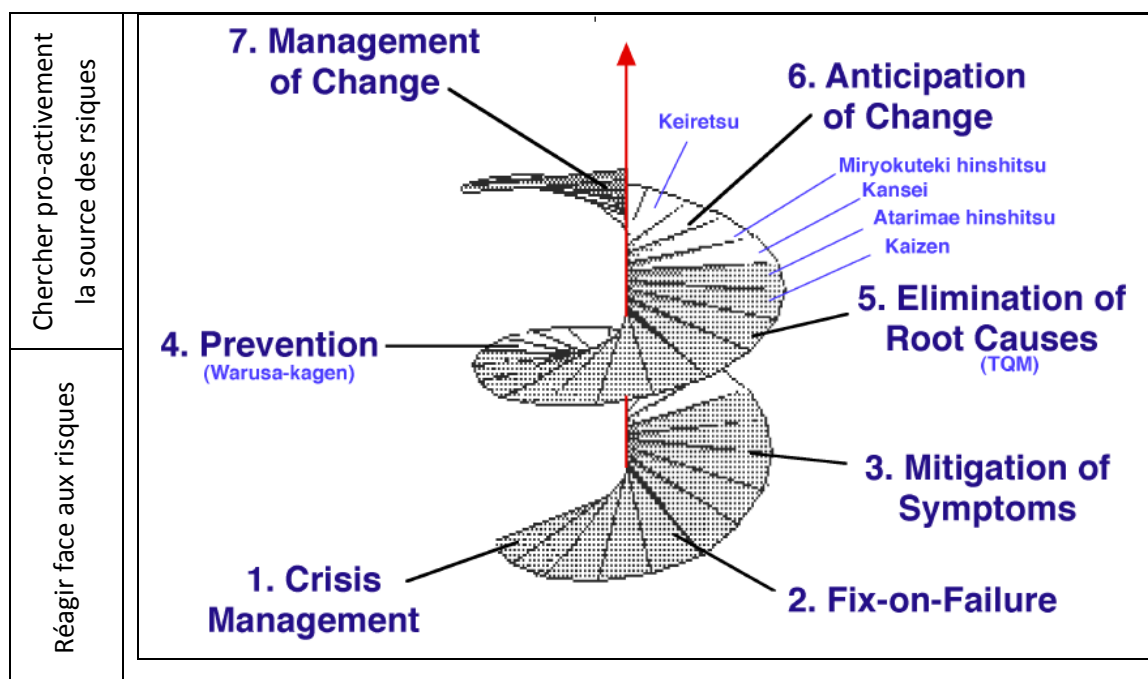 Chercher pro-activement
la source des rsiques
Réagir face aux risques
7. Management
of Change
6. Anticipation
of Change
Keiretsu
Miryokuteki hinshitsu
Kansei
Atarimae hinshitsu
Kaizen
5. Elimination of
Root Causes
(TQM)
4. Prevention
(Warusa-kagen)
3. Mitigation of
Symptoms
1. Crisis
Management
2. Fix-on-Failure